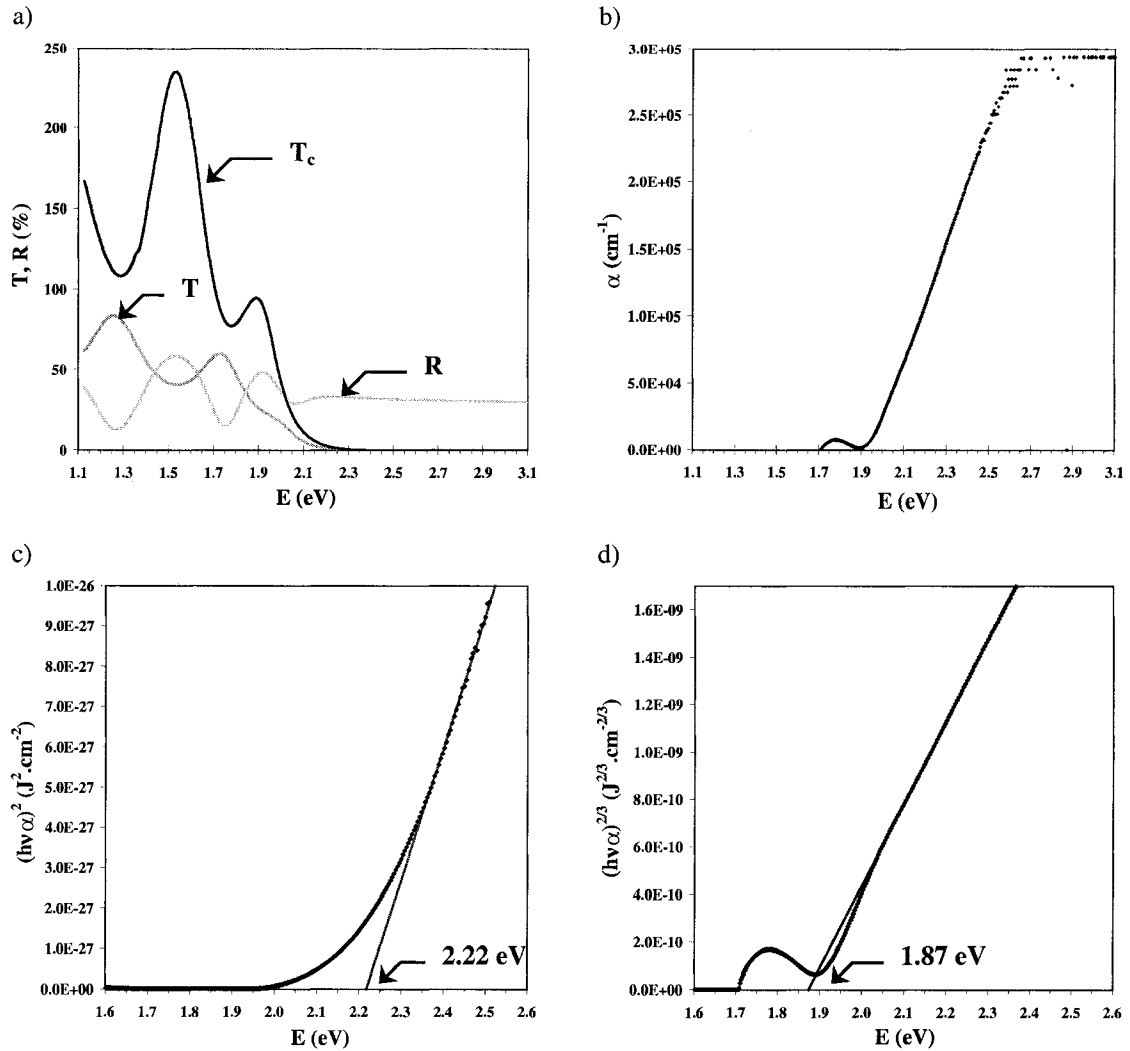 a)
250
200
150
100
50
0
T, R (%)
T_c
T
R
1.1 1.3 1.5 1.7 1.9 2.1 2.3 2.5 2.7 2.9 3.1
E (eV)
b)
3.0E+05
2.5E+05
2.0E+05
1.5E+05
1.0E+05
5.0E+04
0.0E+00
α (cm⁻¹)
1.1 1.3 1.5 1.7 1.9 2.1 2.3 2.5 2.7 2.9 3.1
E (eV)
c)
1.0E-26
9.0E-27
8.0E-27
7.0E-27
6.0E-27
5.0E-27
4.0E-27
3.0E-27
2.0E-27
1.0E-27
0.0E+00
(hνα)² (J².cm⁻²)
2.22 eV
1.6 1.7 1.8 1.9 2.0 2.1 2.2 2.3 2.4 2.5 2.6
E (eV)
d)
1.6E-09
1.4E-09
1.2E-09
1.0E-09
8.0E-10
6.0E-10
4.0E-10
2.0E-10
0.0E+00
(hνα)^2/3 (J^2/3.cm^-2/3)
1.87 eV
1.6 1.7 1.8 1.9 2.0 2.1 2.2 2.3 2.4 2.5 2.6
E (eV)